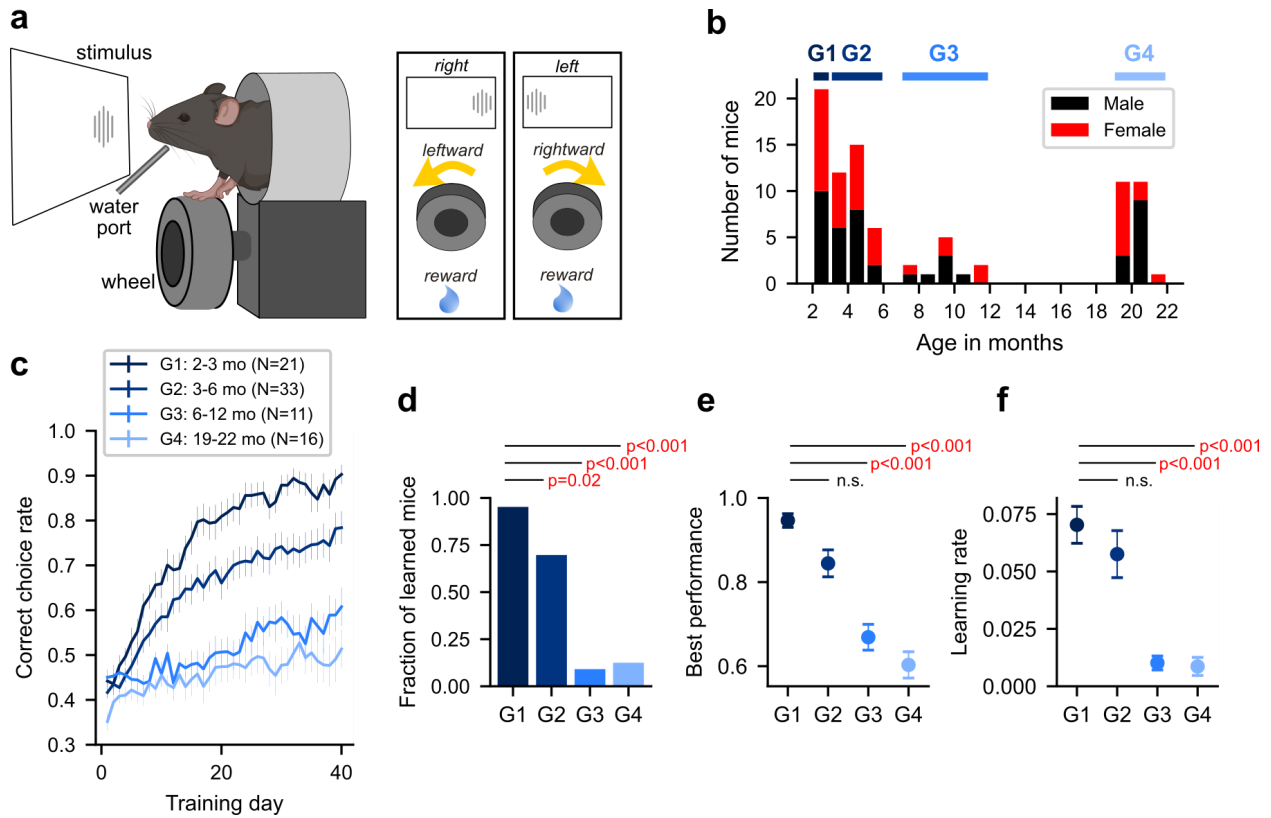 a
stimulus
water
port
wheel
right
leftward
reward
left
rightward
reward
b
G1 G2 G3 G4
Number of mice
20
15
10
5
0
Male
Female
2 4 6 8 10 12 14 16 18 20 22
Age in months
c
G1: 2-3 mo (N=21)
G2: 3-6 mo (N=33)
G3: 6-12 mo (N=11)
G4: 19-22 mo (N=16)
Correct choice rate
1.0
0.9
0.8
0.7
0.6
0.5
0.4
0.3
0 20 40
Training day
d
p<0.001
p<0.001
p=0.02
Fraction of learned mice
1.00
0.75
0.50
0.25
0.00
G1 G2 G3 G4
e
p<0.001
p<0.001
n.s.
Best performance
1.0
0.8
0.6
G1 G2 G3 G4
f
p<0.001
p<0.001
n.s.
Learning rate
0.075
0.050
0.025
0.000
G1 G2 G3 G4